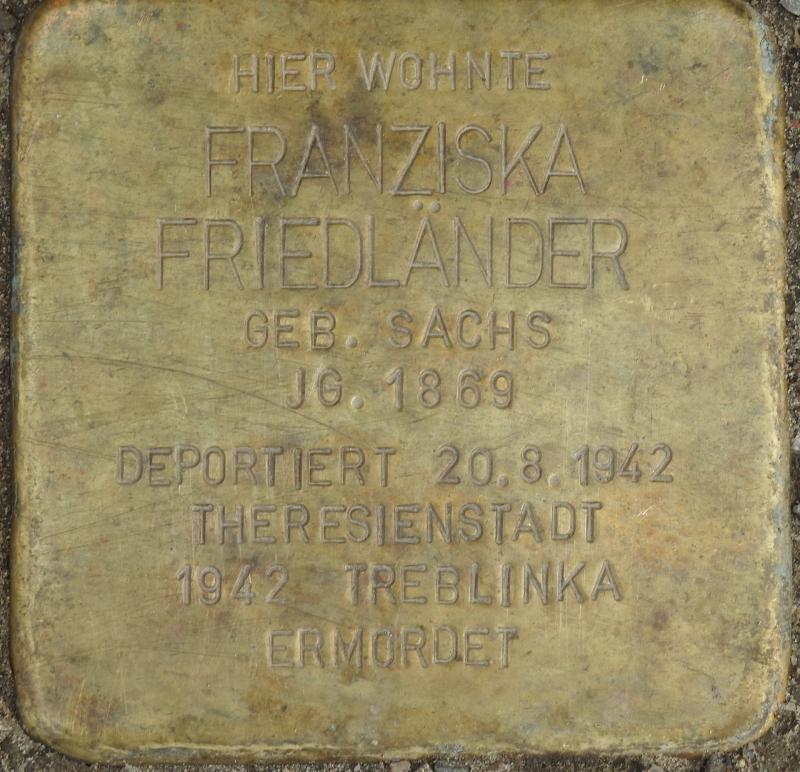 HIER WOHNTE
FRANZISKA
FRIEDLÄNDER
GEB. SACHS
JG. 1869
DEPORTIERT 20.8.1942
THERESIENSTADT
1942 TREBLINKA
ERMORDET